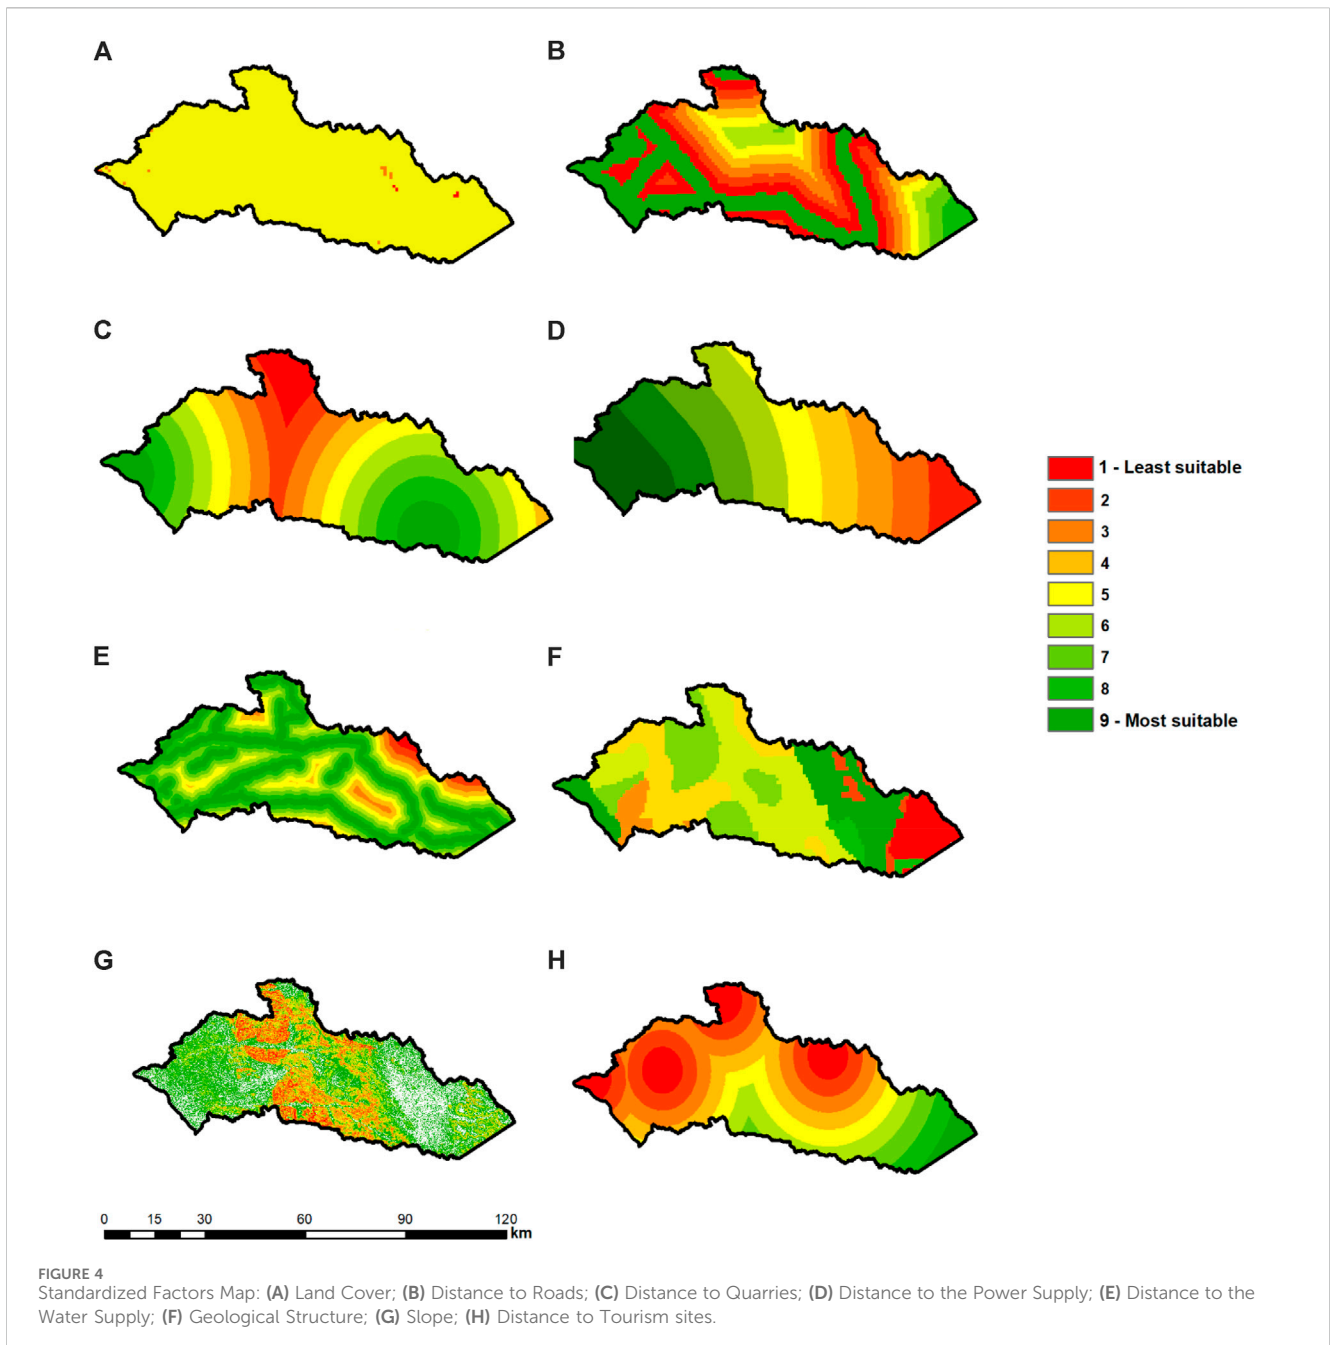 A
B
C
D
1 - Least suitable
2
3
4
5
6
7
8
9 - Most suitable
E
F
G
H
0 15 30 60 90 120
km
FIGURE 4
Standardized Factors Map: (A) Land Cover; (B) Distance to Roads; (C) Distance to Quarries; (D) Distance to the Power Supply; (E) Distance to the
Water Supply; (F) Geological Structure; (G) Slope; (H) Distance to Tourism sites.